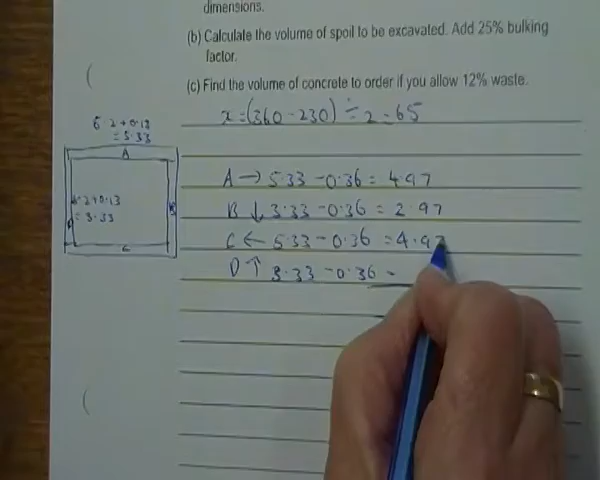 dimensions.
(b) Calculate the volume of spoil to be excavated. Add 25% bulking
factor.
(c) Find the volume of concrete to order if you allow 12% waste.
x = (360 - 230) ÷ 2 = 65
5.2 + 0.13
= 5.33
A
3.2 + 0.13
= 3.33
B
D
C
A → 5.33 - 0.36 = 4.97
B ↓ 3.33 - 0.36 = 2.97
C ← 5.33 - 0.36 = 4.97
D ↑ 3.33 - 0.36 =